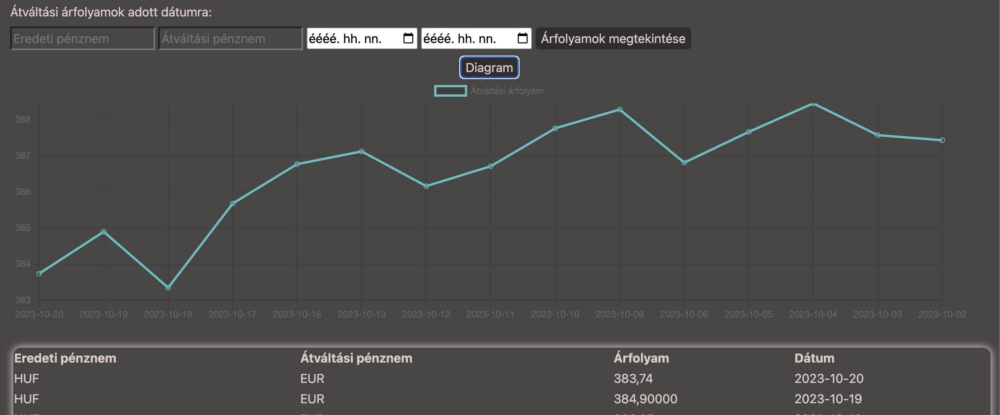 Átváltási árfolyamok adott dátumra:
Eredeti pénznem Átváltási pénznem éééé. hh. nn. éééé. hh. nn. Árfolyamok megtekintése
Diagram
Átváltási árfolyam
388
387
386
385
384
383
2023-10-20 2023-10-19 2023-10-18 2023-10-17 2023-10-16 2023-10-13 2023-10-12 2023-10-11 2023-10-10 2023-10-09 2023-10-06 2023-10-05 2023-10-04 2023-10-03 2023-10-02
Eredeti pénznem Átváltási pénznem Árfolyam Dátum
HUF EUR 383,74 2023-10-20
HUF EUR 384,90000 2023-10-19